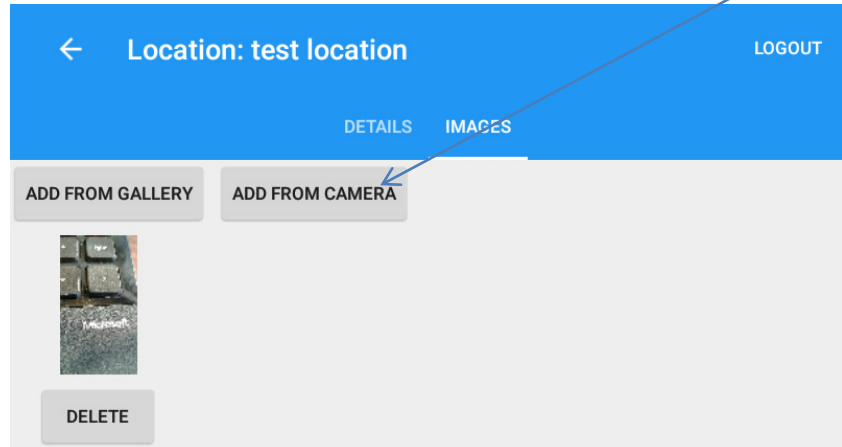 Location: test location
LOGOUT
DETAILS IMAGES
ADD FROM GALLERY ADD FROM CAMERA
Microsoft
DELETE